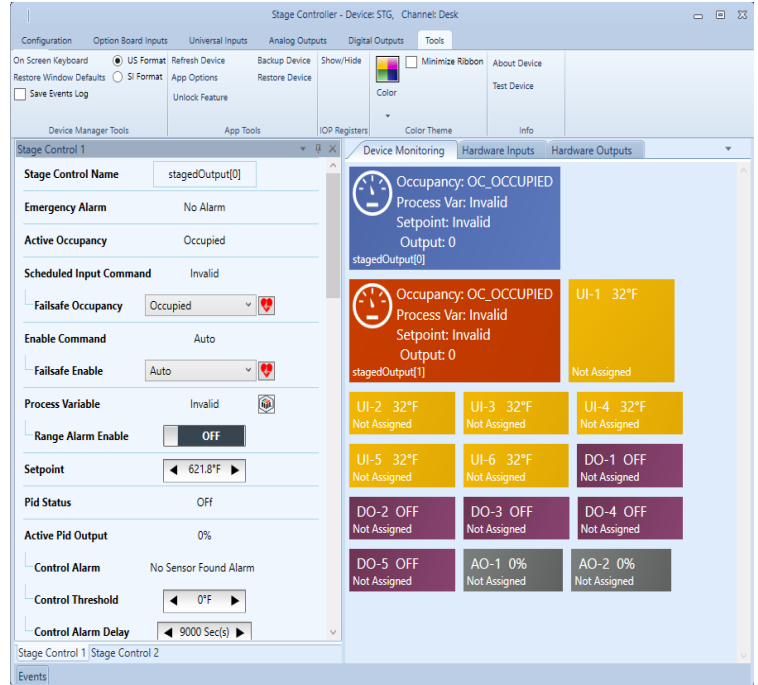 Stage Controller - Device: STG, Channel: Desk
Configuration Option Board Inputs Universal Inputs Analog Outputs Digital Outputs Tools
On Screen Keyboard US Format Refresh Device Backup Device Show/Hide Minimize Ribbon About Device
Restore Window Defaults SI Format App Options Restore Device
Save Events Log Unlock Feature Color Test Device
Device Manager Tools App Tools IOP Registers Color Theme Info
Stage Control 1
Stage Control Name stagedOutput[0]
Emergency Alarm No Alarm
Active Occupancy Occupied
Scheduled Input Command Invalid
Failsafe Occupancy Occupied
Enable Command Auto
Failsafe Enable Auto
Process Variable Invalid
Range Alarm Enable OFF
Setpoint 621.8°F
Pid Status Off
Active Pid Output 0%
Control Alarm No Sensor Found Alarm
Control Threshold 0°F
Control Alarm Delay 9000 Sec(s)
Stage Control 1 Stage Control 2
Device Monitoring Hardware Inputs Hardware Outputs
Occupancy: OC_OCCUPIED
Process Var: Invalid
Setpoint: Invalid
Output: 0
stagedOutput[0]
Occupancy: OC_OCCUPIED
Process Var: Invalid
Setpoint: Invalid
Output: 0
stagedOutput[1]
UI-1 32°F
Not Assigned
UI-2 32°F
Not Assigned
UI-3 32°F
Not Assigned
UI-4 32°F
Not Assigned
UI-5 32°F
Not Assigned
UI-6 32°F
Not Assigned
DO-1 OFF
Not Assigned
DO-2 OFF
Not Assigned
DO-3 OFF
Not Assigned
DO-4 OFF
Not Assigned
DO-5 OFF
Not Assigned
AO-1 0%
Not Assigned
AO-2 0%
Not Assigned
Events